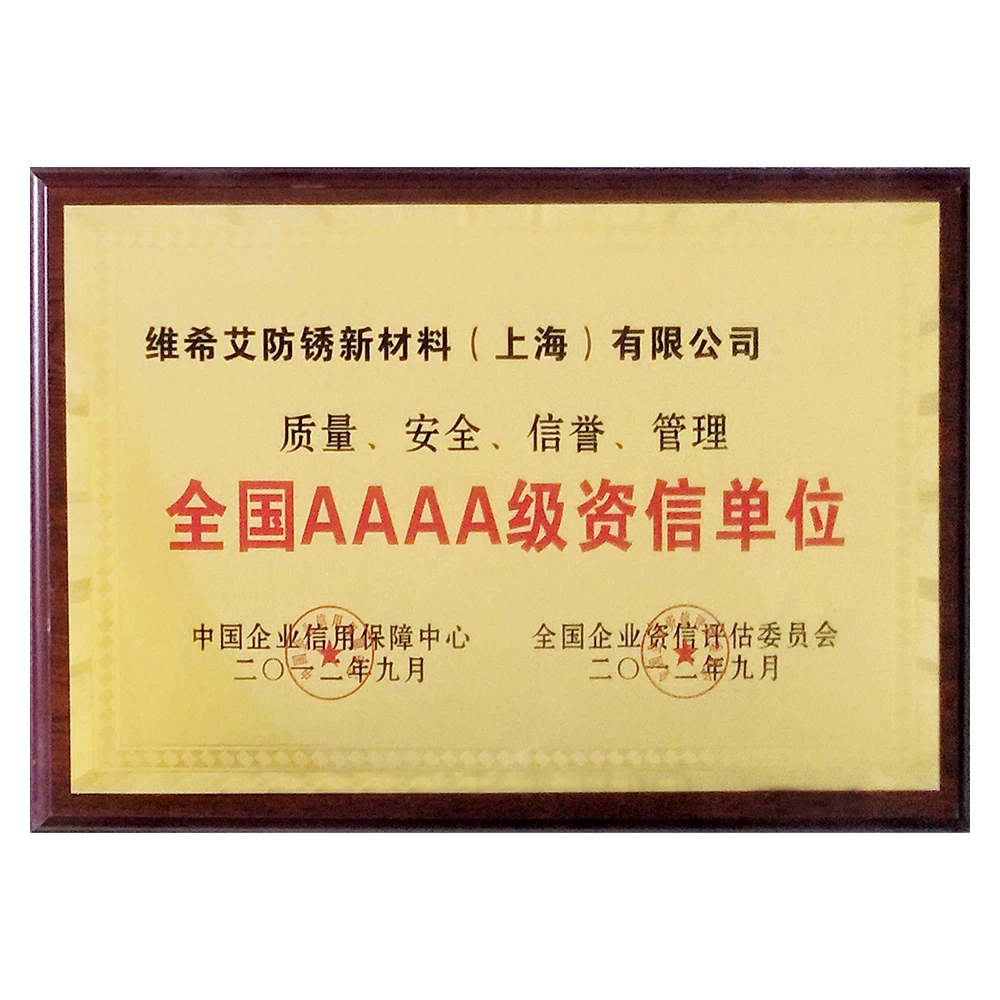 维希艾防锈新材料（上海）有限公司
质量、安全、信誉、管理
全国AAAA级资信单位
中国企业信用保障中心
二〇一二年九月
全国企业资信评估委员会
二〇一二年九月